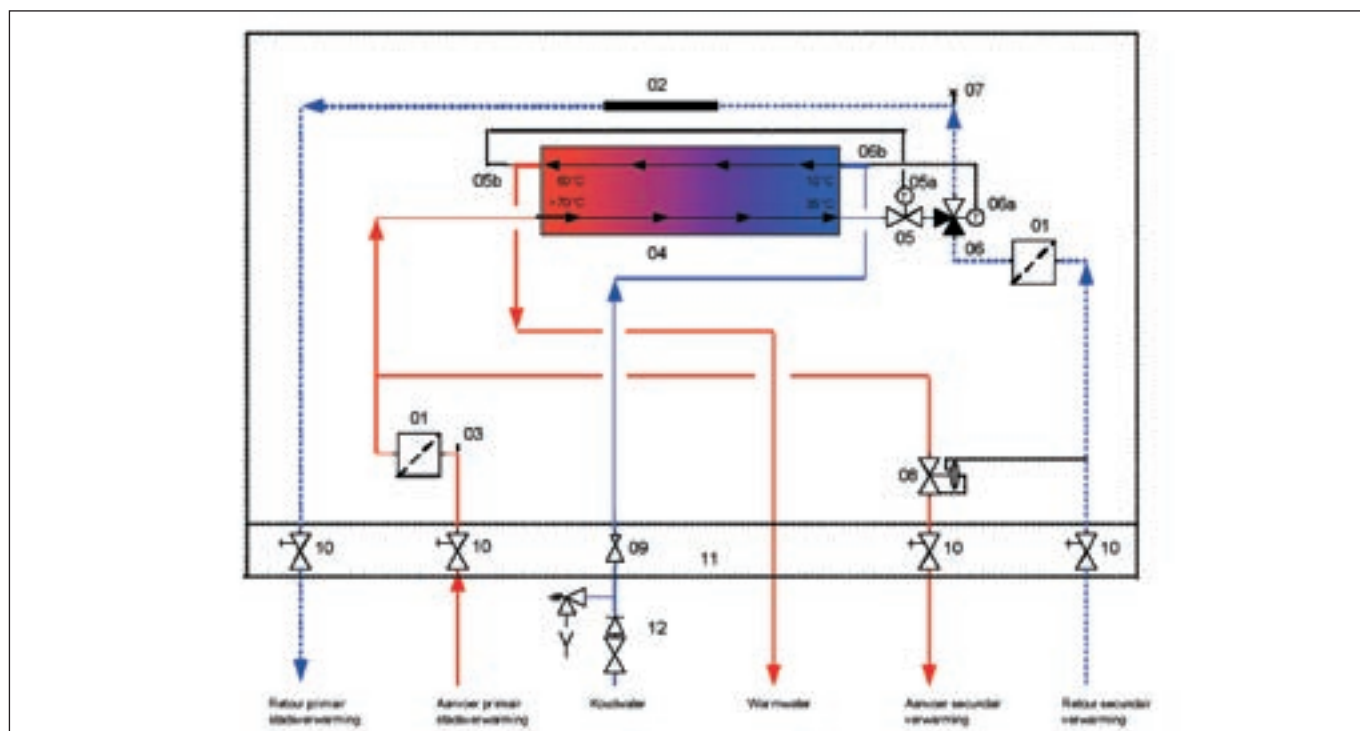 02
07
06b
05b
60°C
10°C
05a
>70°C
35°C
06a
01
04
05
06
01
03
08
10
10
09
11
10
10
12
Retour primair
stadsverwarming
Aanvoer primair
stadsverwarming
Koudwater
Warmwater
Aanvoer secundair
verwarming
Retour secundair
verwarming